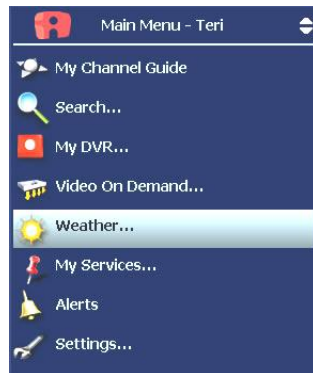 Main Menu - Teri
My Channel Guide
Search...
My DVR...
Video On Demand...
Weather...
My Services...
Alerts
Settings...